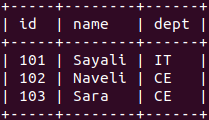 +-----+--------+------+
| id  | name   | dept |
+-----+--------+------+
| 101 | Sayali | IT   |
| 102 | Naveli | CE   |
| 103 | Sara   | CE   |
+-----+--------+------+